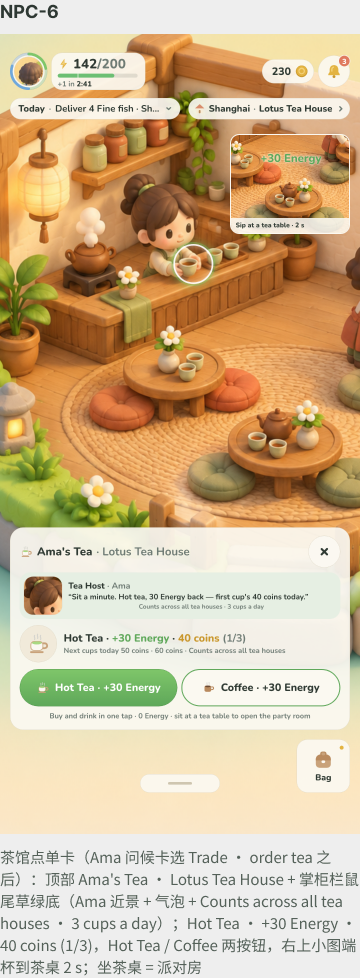 NPC-6
142/200
+1 in 2:41
230
3
Today · Deliver 4 Fine fish · Sh...
Shanghai · Lotus Tea House
+30 Energy
Sip at a tea table · 2 s
Ama's Tea · Lotus Tea House
Tea Host · Ama
“Sit a minute. Hot tea, 30 Energy back — first cup's 40 coins today.”
Counts across all tea houses · 3 cups a day
Hot Tea · +30 Energy · 40 coins (1/3)
Next cups today 50 coins · 60 coins · Counts across all tea houses
Hot Tea · +30 Energy
Coffee · +30 Energy
Buy and drink in one tap · 0 Energy · sit at a tea table to open the party room
Bag
茶馆点单卡（Ama 问候卡选 Trade · order tea 之
后）：顶部 Ama's Tea · Lotus Tea House + 掌柜栏鼠
尾草绿底（Ama 近景 + 气泡 + Counts across all tea
houses · 3 cups a day）；Hot Tea · +30 Energy ·
40 coins (1/3)，Hot Tea / Coffee 两按钮，右上小图端
杯到茶桌 2 s；坐茶桌 = 派对房